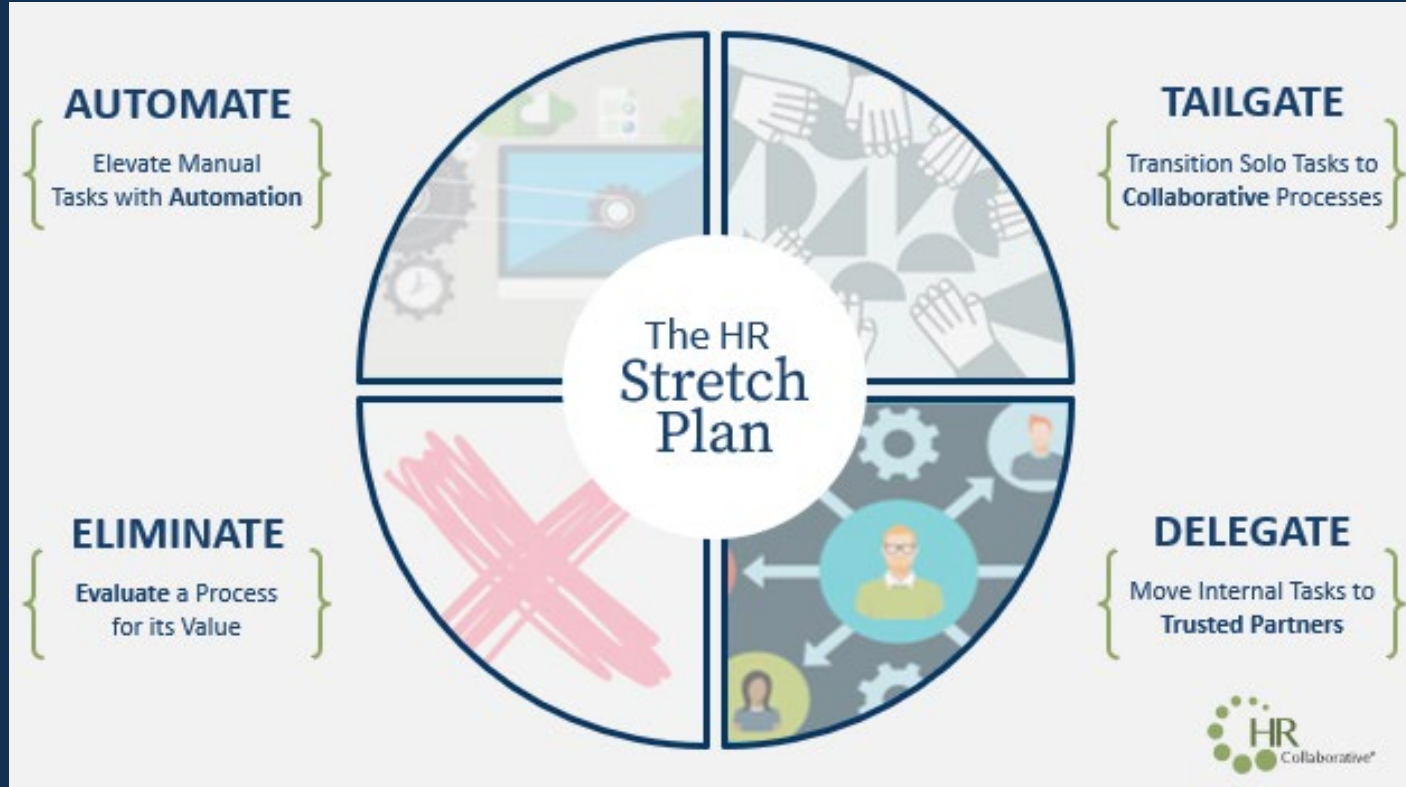 AUTOMATE
Elevate Manual
Tasks with Automation
TAILGATE
Transition Solo Tasks to
Collaborative Processes
The HR
Stretch
Plan
ELIMINATE
Evaluate a Process
for its Value
DELEGATE
Move Internal Tasks to
Trusted Partners
HR
Collaborative®